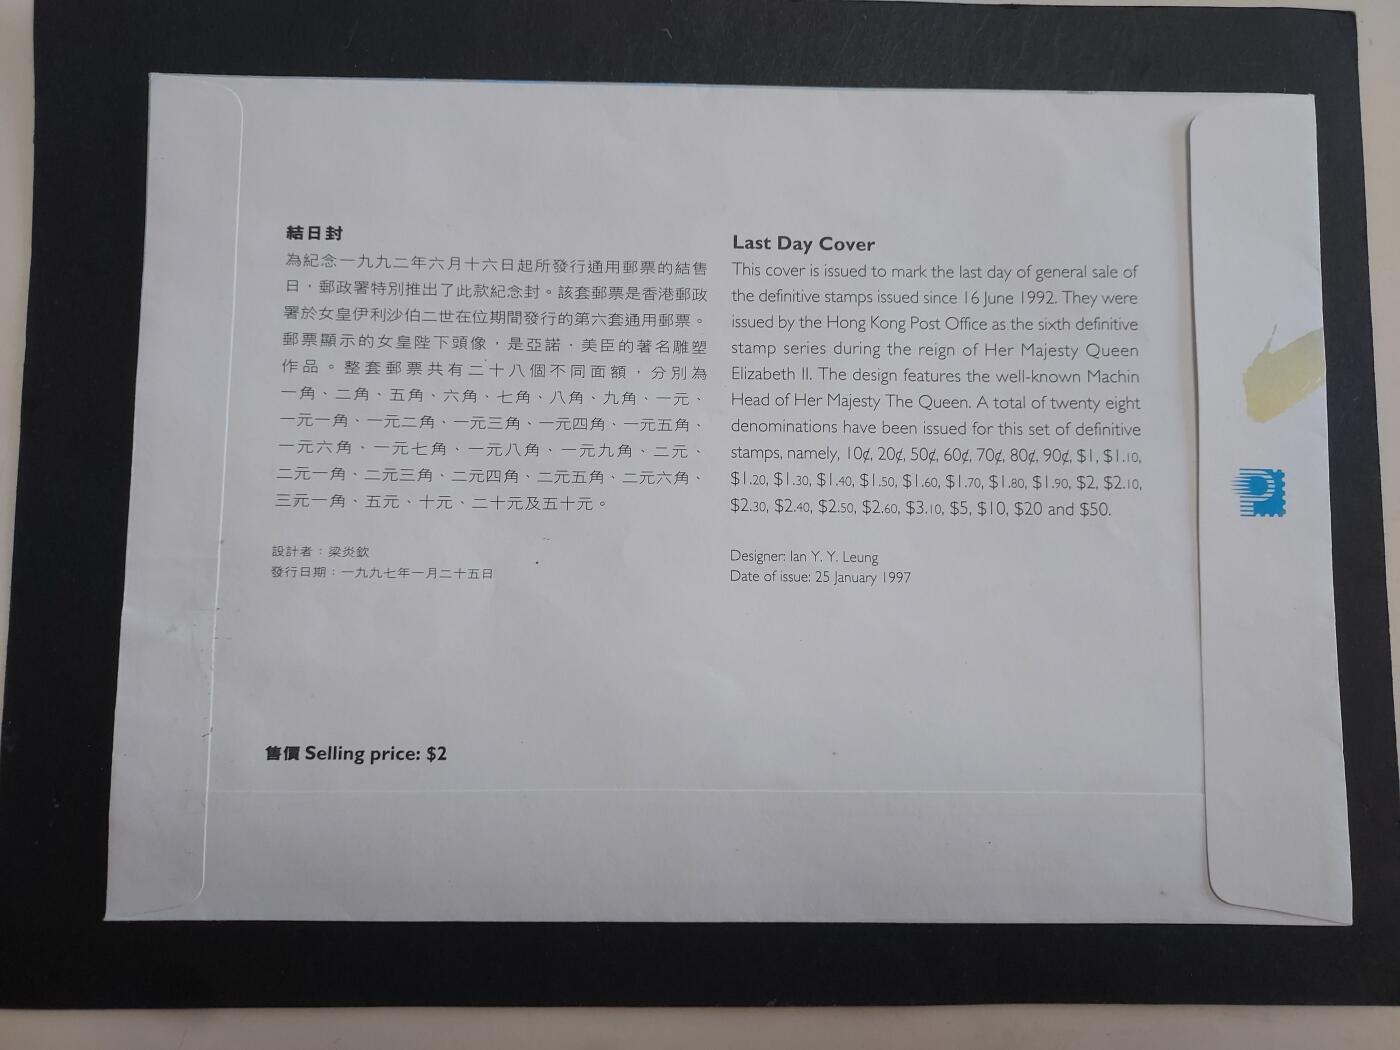 結日封
為紀念一九九二年六月十六日起所發行通用郵票的結售
日，郵政署特別推出了此款紀念封。該套郵票是香港郵政
署於女皇伊利沙伯二世在位期間發行的第六套通用郵票。
郵票顯示的女皇陛下頭像，是亞諾．美臣的著名雕塑
作品。整套郵票共有二十八個不同面額，分別為
一角、二角、五角、六角、七角、八角、九角、一元、
一元一角、一元二角、一元三角、一元四角、一元五角、
一元六角、一元七角、一元八角、一元九角、二元、
二元一角、二元三角、二元四角、二元五角、二元六角、
三元一角、五元、十元、二十元及五十元。
設計者：梁炎欽
發行日期：一九九七年一月二十五日
Last Day Cover
This cover is issued to mark the last day of general sale of
the definitive stamps issued since 16 June 1992. They were
issued by the Hong Kong Post Office as the sixth definitive
stamp series during the reign of Her Majesty Queen
Elizabeth II. The design features the well-known Machin
Head of Her Majesty The Queen. A total of twenty eight
denominations have been issued for this set of definitive
stamps, namely, 10¢, 20¢, 50¢, 60¢, 70¢, 80¢, 90¢, $1, $1.10,
$1.20, $1.30, $1.40, $1.50, $1.60, $1.70, $1.80, $1.90, $2, $2.10,
$2.30, $2.40, $2.50, $2.60, $3.10, $5, $10, $20 and $50.
Designer: Ian Y. Y. Leung
Date of issue: 25 January 1997
售價 Selling price: $2